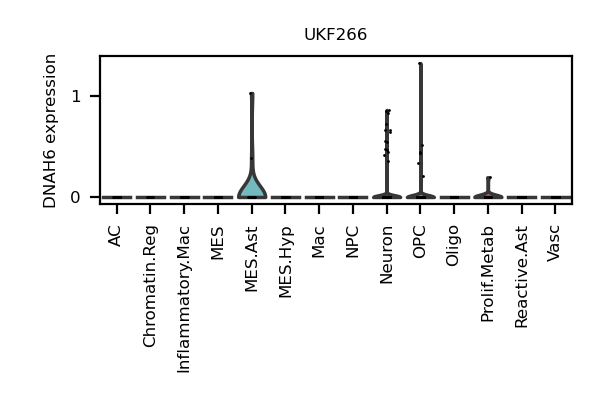 UKF266
DNAH6 expression
1
0
AC
Chromatin.Reg
Inflammatory.Mac
MES
MES.Ast
MES.Hyp
Mac
NPC
Neuron
OPC
Oligo
Prolif.Metab
Reactive.Ast
Vasc